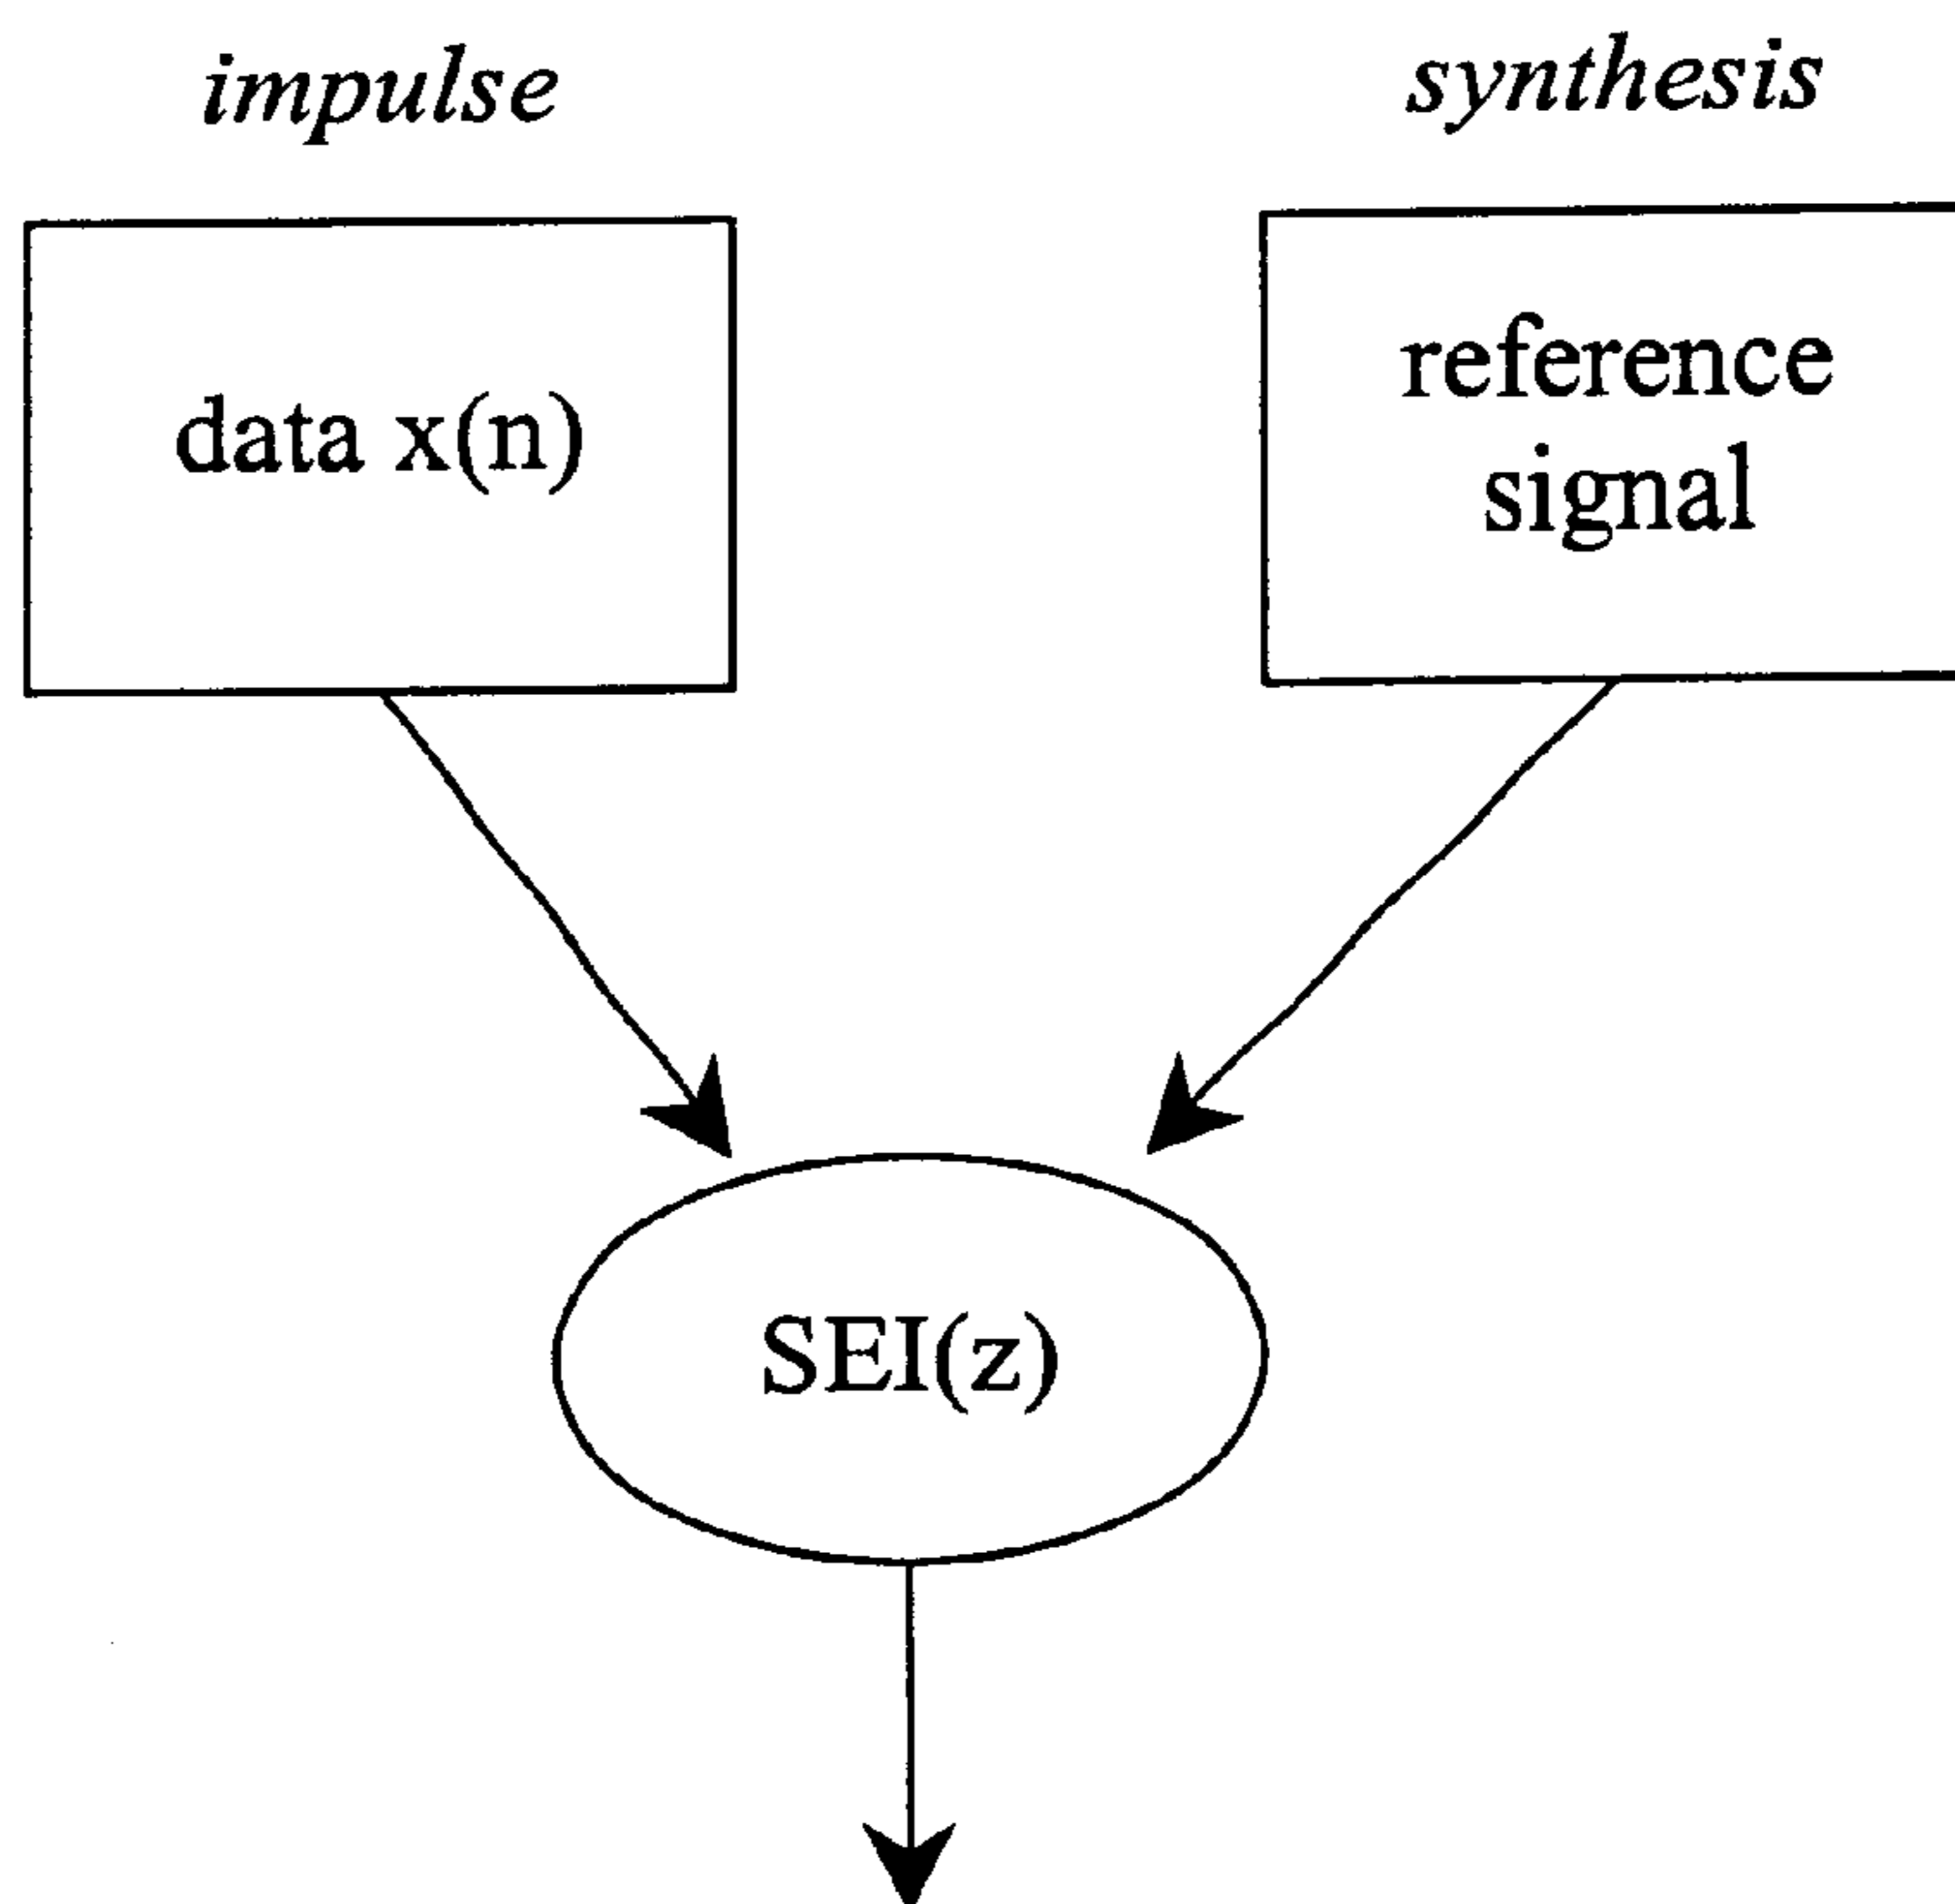 impulse
synthesis
data x(n)
reference
signal
SEI(z)